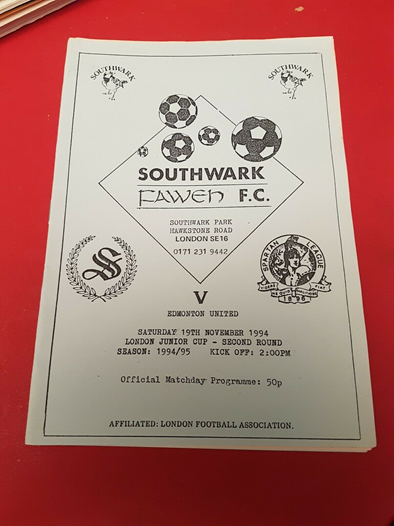 SOUTHWARK
SOUTHWARK
SOUTHWARK
FAWEH F.C.
SOUTHWARK PARK
HAWKSTONE ROAD
LONDON SE16
0171 231 9442
SPARTAN LEAGUE
1896
V
EDMONTON UNITED
SATURDAY 19TH NOVEMBER 1994
LONDON JUNIOR CUP - SECOND ROUND
SEASON: 1994/95 KICK OFF: 2:00PM
Official Matchday Programme: 50p
AFFILIATED: LONDON FOOTBALL ASSOCIATION.